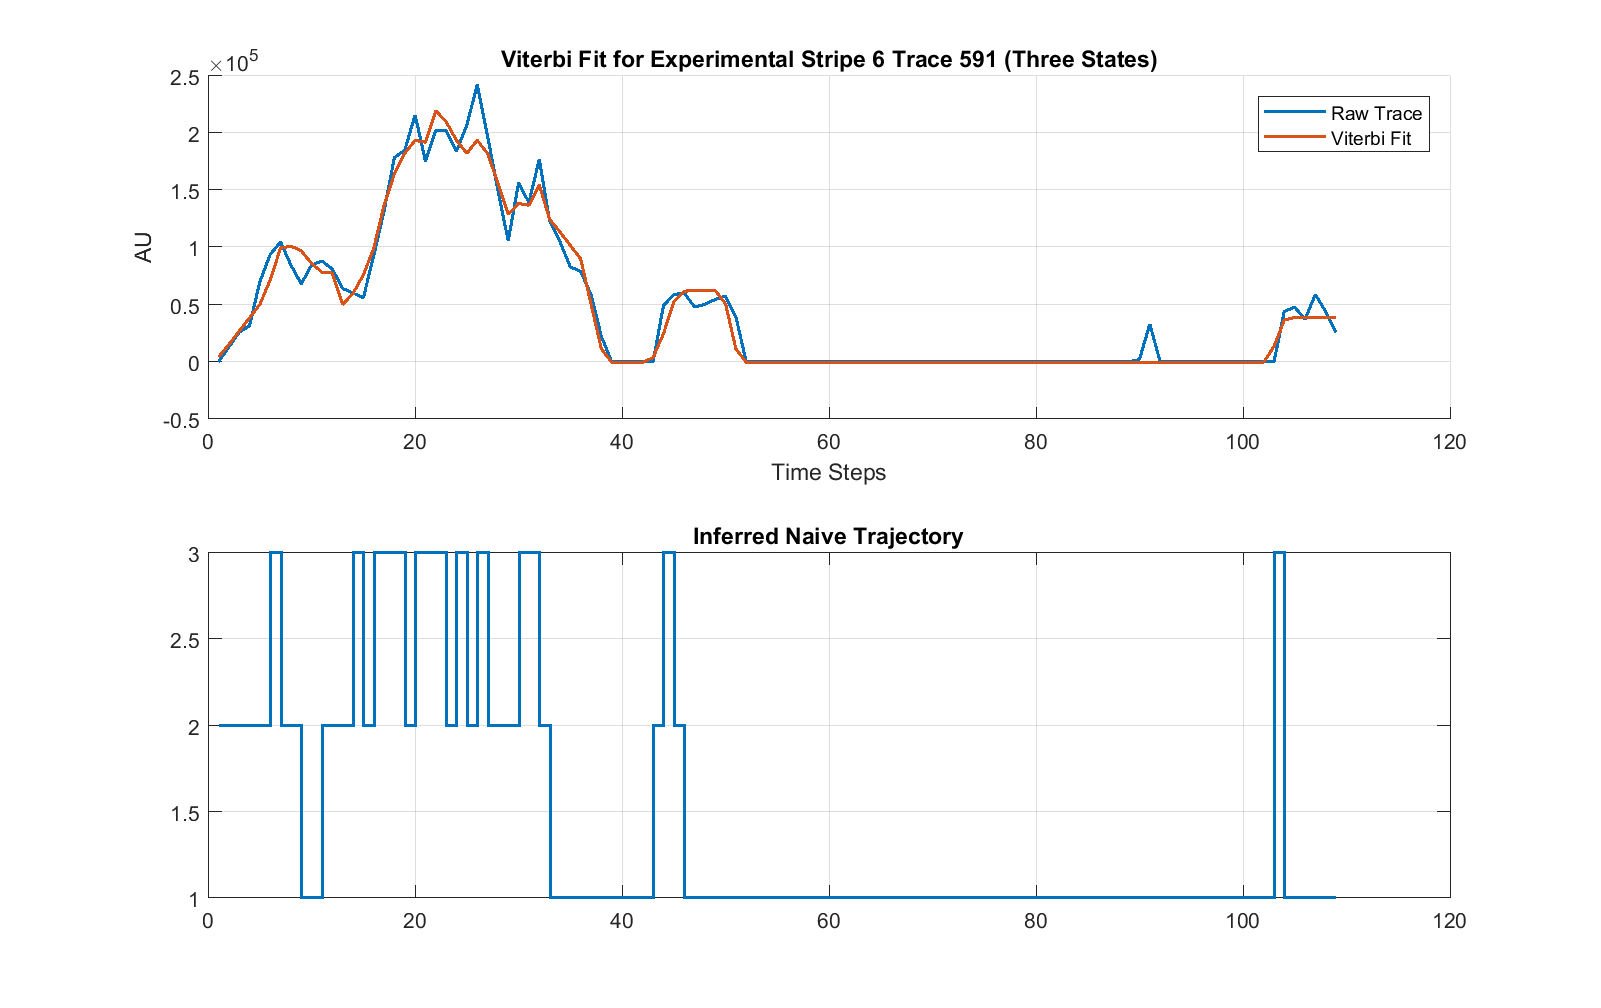 Viterbi Fit for Experimental Stripe 6 Trace 591 (Three States)
×10⁵
2.5
2
1.5
1
0.5
0
-0.5
AU
Raw Trace
Viterbi Fit
0 20 40 60 80 100 120
Time Steps
Inferred Naive Trajectory
3
2.5
2
1.5
1
0 20 40 60 80 100 120